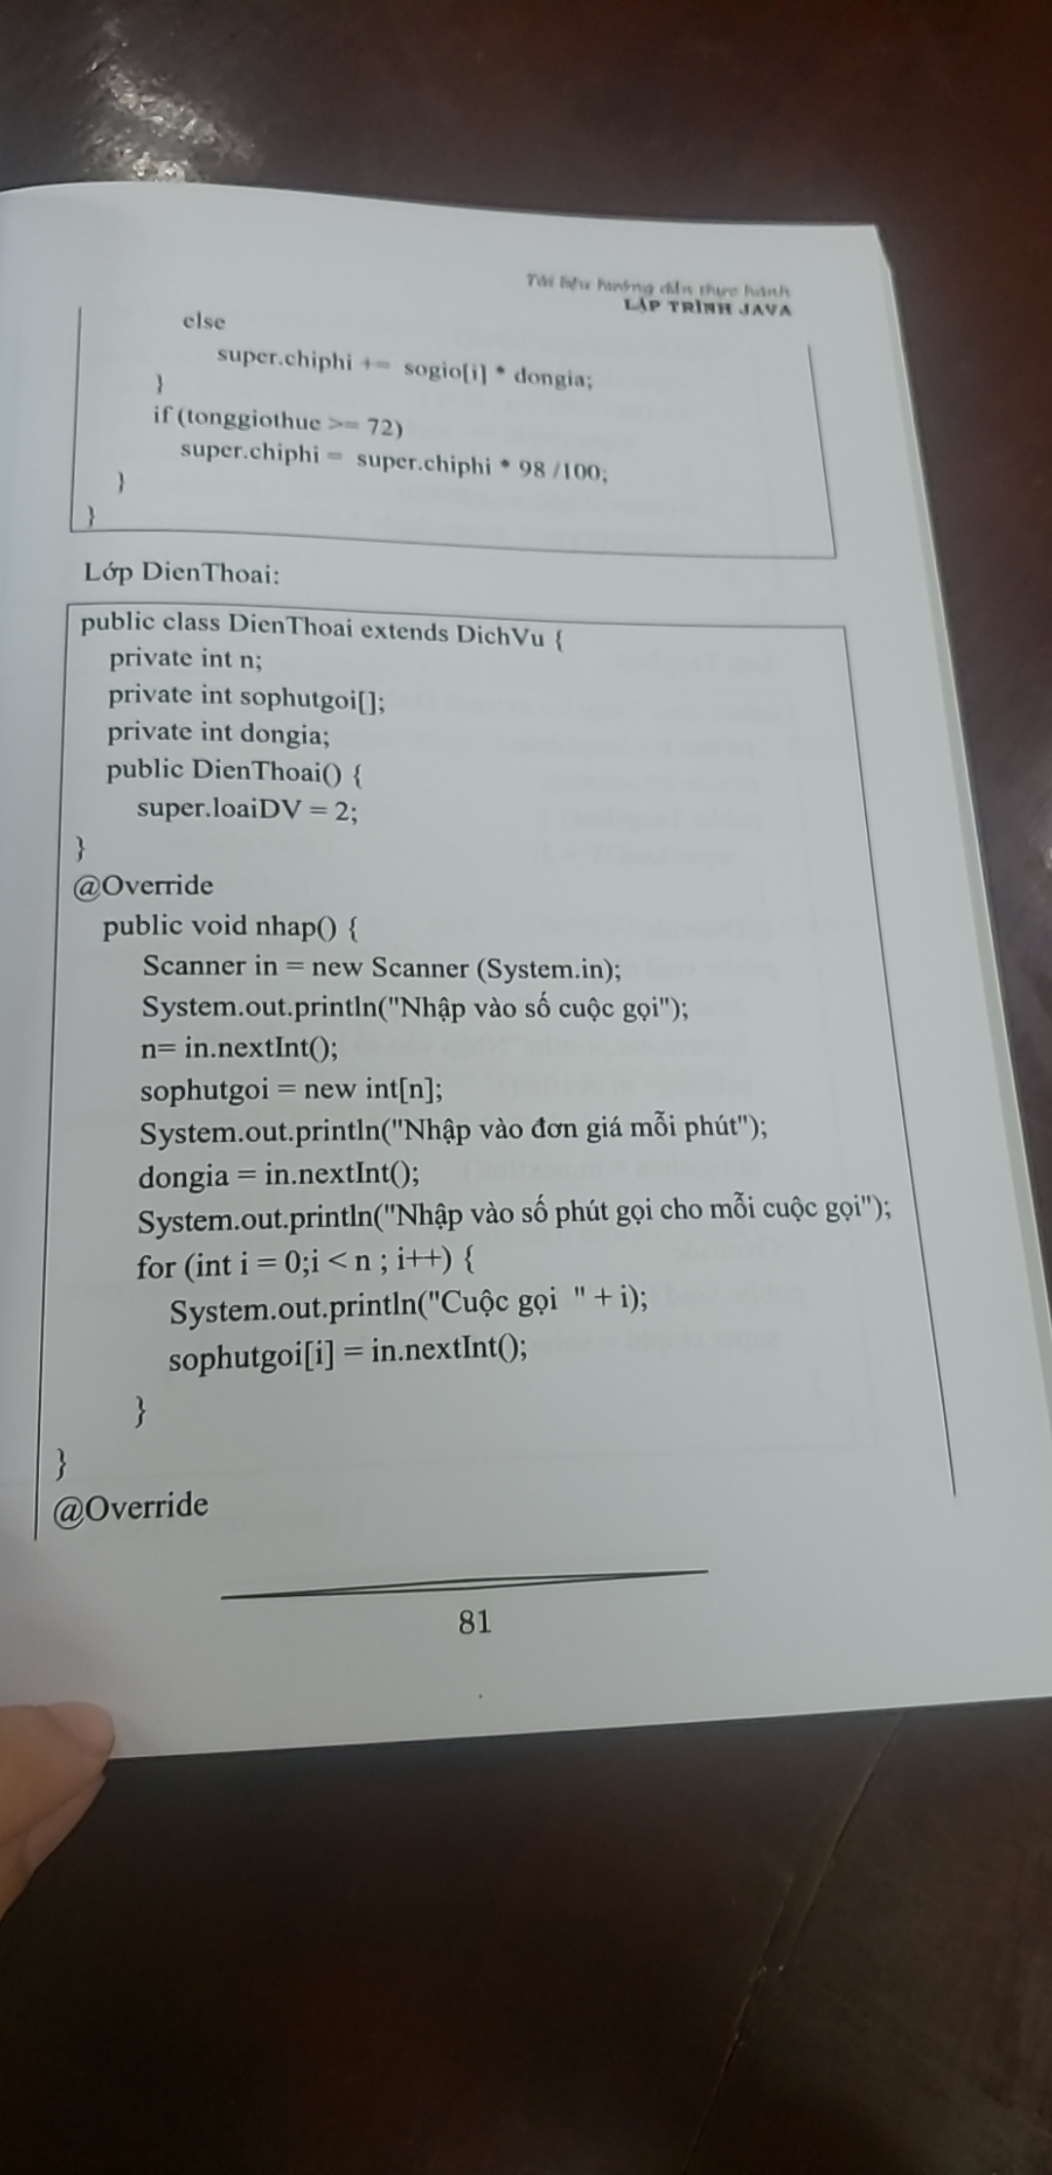 Tài liệu hướng dẫn thực hành
LẬP TRÌNH JAVA
else
super.chiphi += sogio[i] * dongia;
}
if (tonggiothue >= 72)
super.chiphi = super.chiphi * 98 /100;
}
}
Lớp DienThoai:
public class DienThoai extends DichVu {
private int n;
private int sophutgoi[];
private int dongia;
public DienThoai() {
super.loaiDV = 2;
}
@Override
public void nhap() {
Scanner in = new Scanner (System.in);
System.out.println("Nhập vào số cuộc gọi");
n= in.nextInt();
sophutgoi = new int[n];
System.out.println("Nhập vào đơn giá mỗi phút");
dongia = in.nextInt();
System.out.println("Nhập vào số phút gọi cho mỗi cuộc gọi");
for (int i = 0;i < n ; i++) {
System.out.println("Cuộc gọi " + i);
sophutgoi[i] = in.nextInt();
}
}
@Override
81